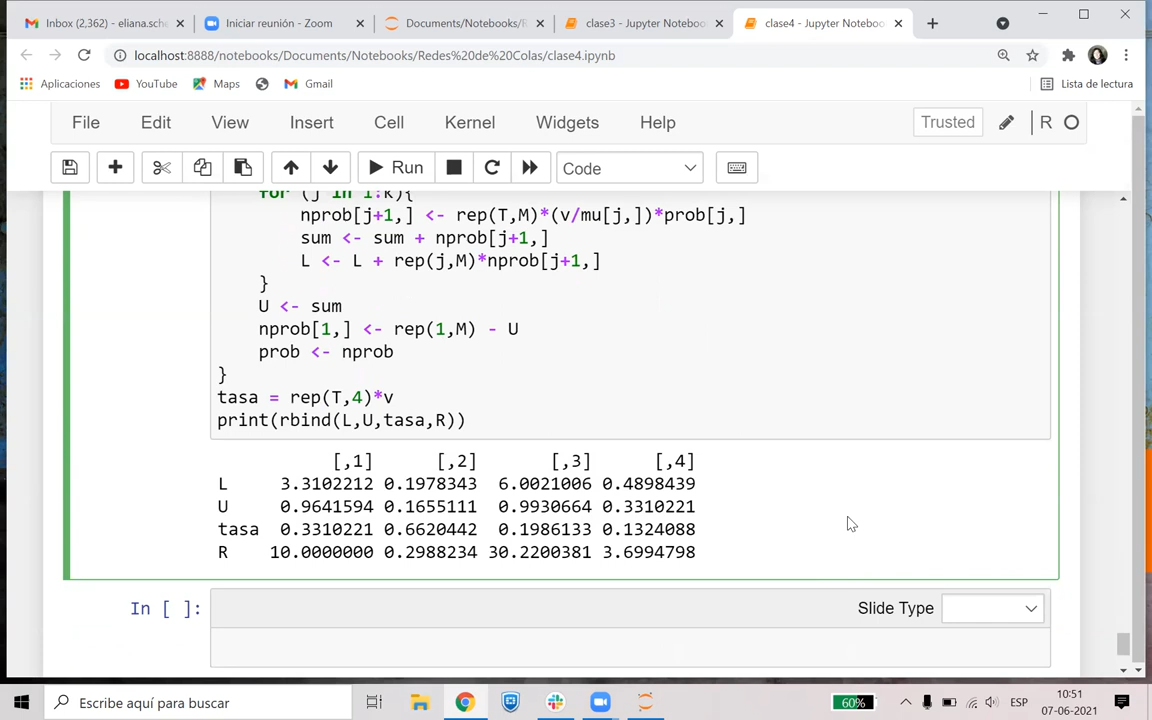 Inbox (2,362) - eliana.sche
Iniciar reunión - Zoom
Documents/Notebooks/R
clase3 - Jupyter Noteboo
clase4 - Jupyter Noteboo
localhost:8888/notebooks/Documents/Notebooks/Redes%20de%20Colas/clase4.ipynb
Aplicaciones YouTube Maps Gmail Lista de lectura
File Edit View Insert Cell Kernel Widgets Help Trusted R
Run Code
for (j in 1:k){
nprob[j+1,] <- rep(T,M)*(v/mu[j,])*prob[j,]
sum <- sum + nprob[j+1,]
L <- L + rep(j,M)*nprob[j+1,]
}
U <- sum
nprob[1,] <- rep(1,M) - U
prob <- nprob
}
tasa = rep(T,4)*v
print(rbind(L,U,tasa,R))
[,1] [,2] [,3] [,4]
L 3.3102212 0.1978343 6.0021006 0.4898439
U 0.9641594 0.1655111 0.9930664 0.3310221
tasa 0.3310221 0.6620442 0.1986133 0.1324088
R 10.0000000 0.2988234 30.2200381 3.6994798
In [ ]: Slide Type
Escribe aquí para buscar
60%
ESP
10:51
07-06-2021